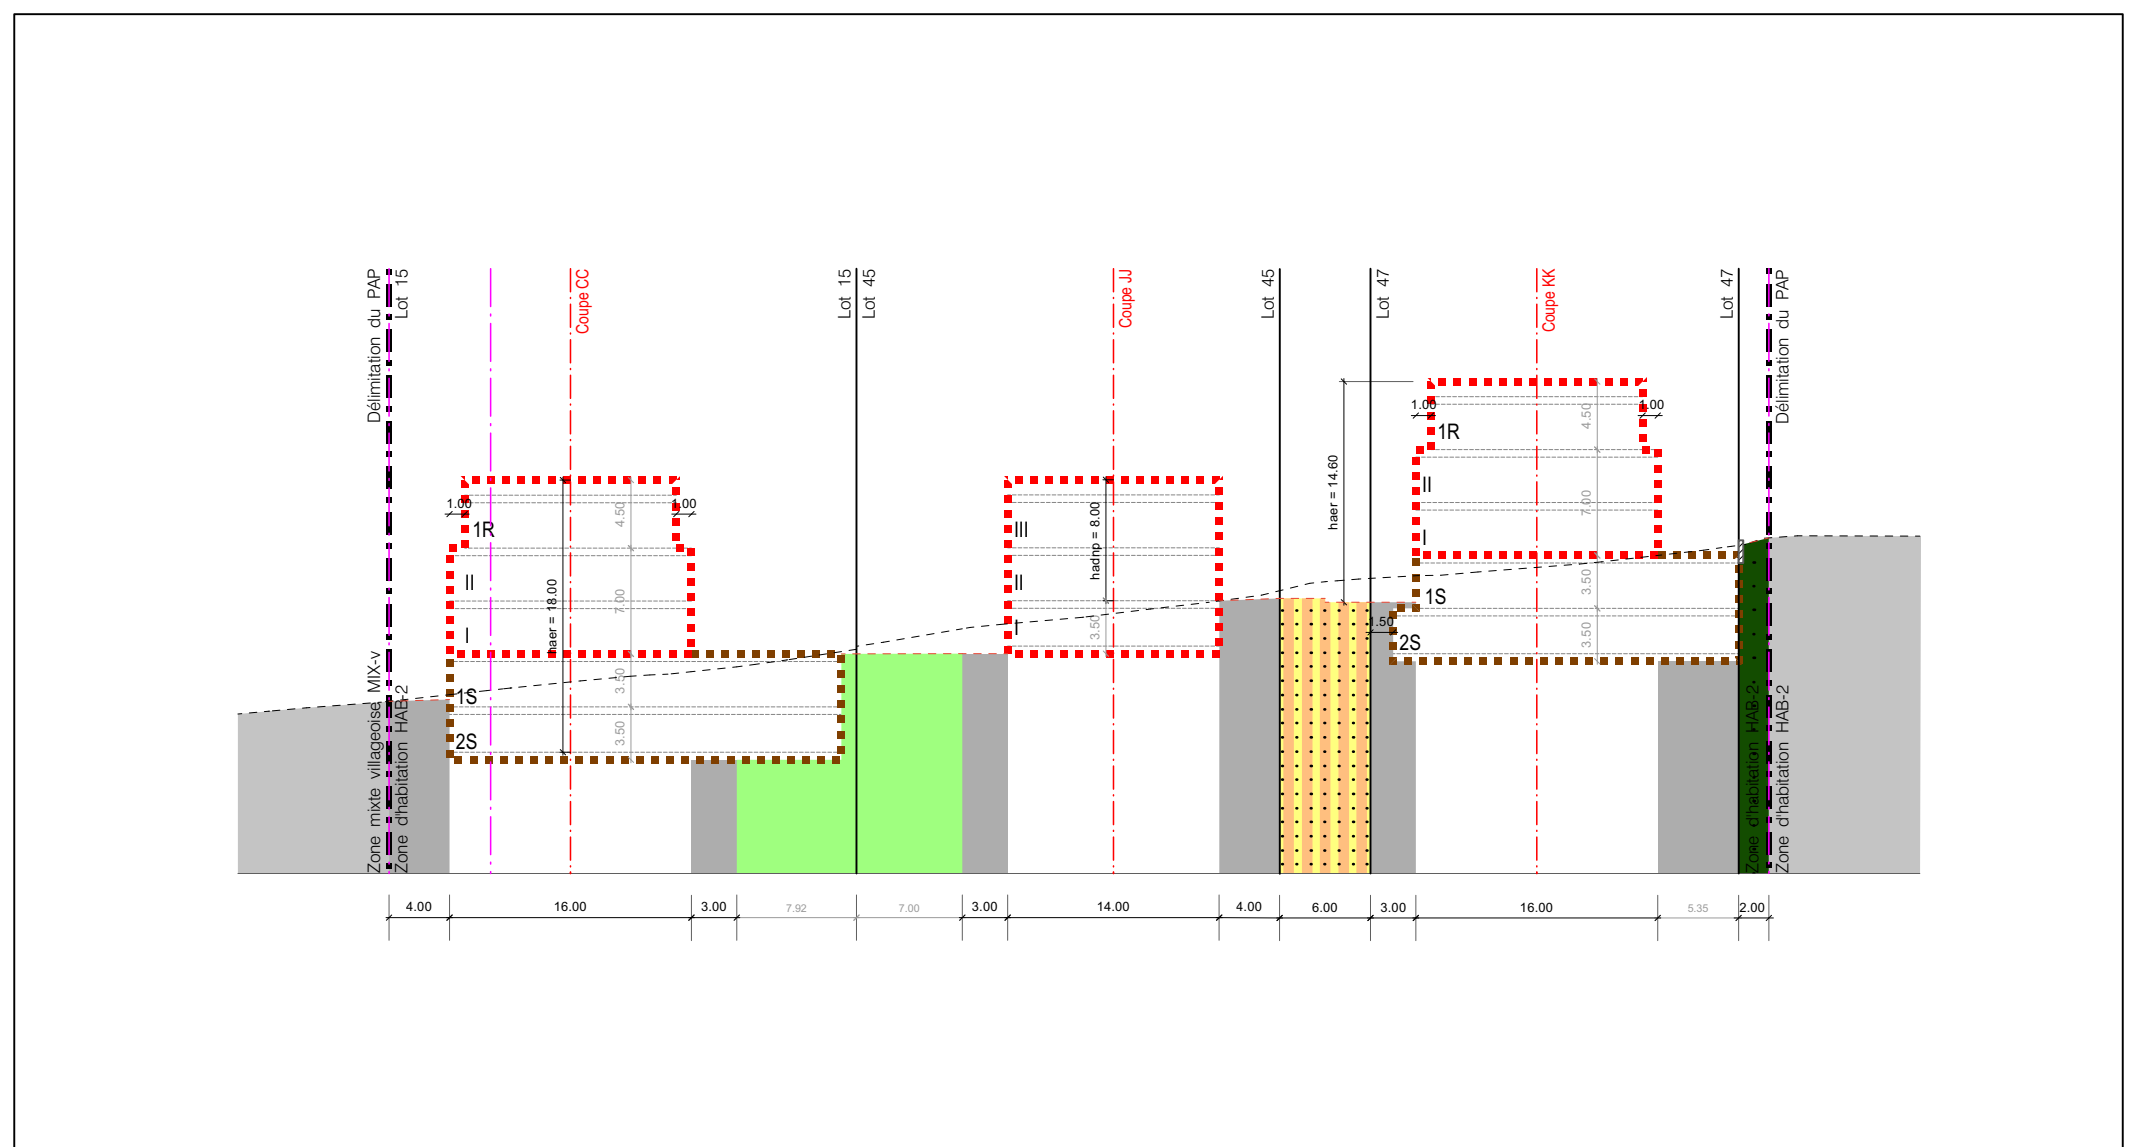 Délimitation du PAP
Lot 15
Coupe CC
Lot 15
Lot 45
Coupe JJ
Lot 45
Lot 47
Coupe KK
Lot 47
Délimitation du PAP
1.00
1.00
4.50
1R
II
7.00
I
haer = 18.00
1S
3.50
2S
3.50
III
hadnp = 8.00
II
I
3.50
haer = 14.60
1.00
1.00
4.50
1R
II
7.00
I
3.50
1S
1.50
2S
3.50
Zone mixte villageoise MIX-v
Zone d'habitation HAB-2
Zone d'habitation HAB-2
Zone d'habitation HAB-2
4.00
16.00
3.00
7.92
7.00
3.00
14.00
4.00
6.00
3.00
16.00
5.35
2.00